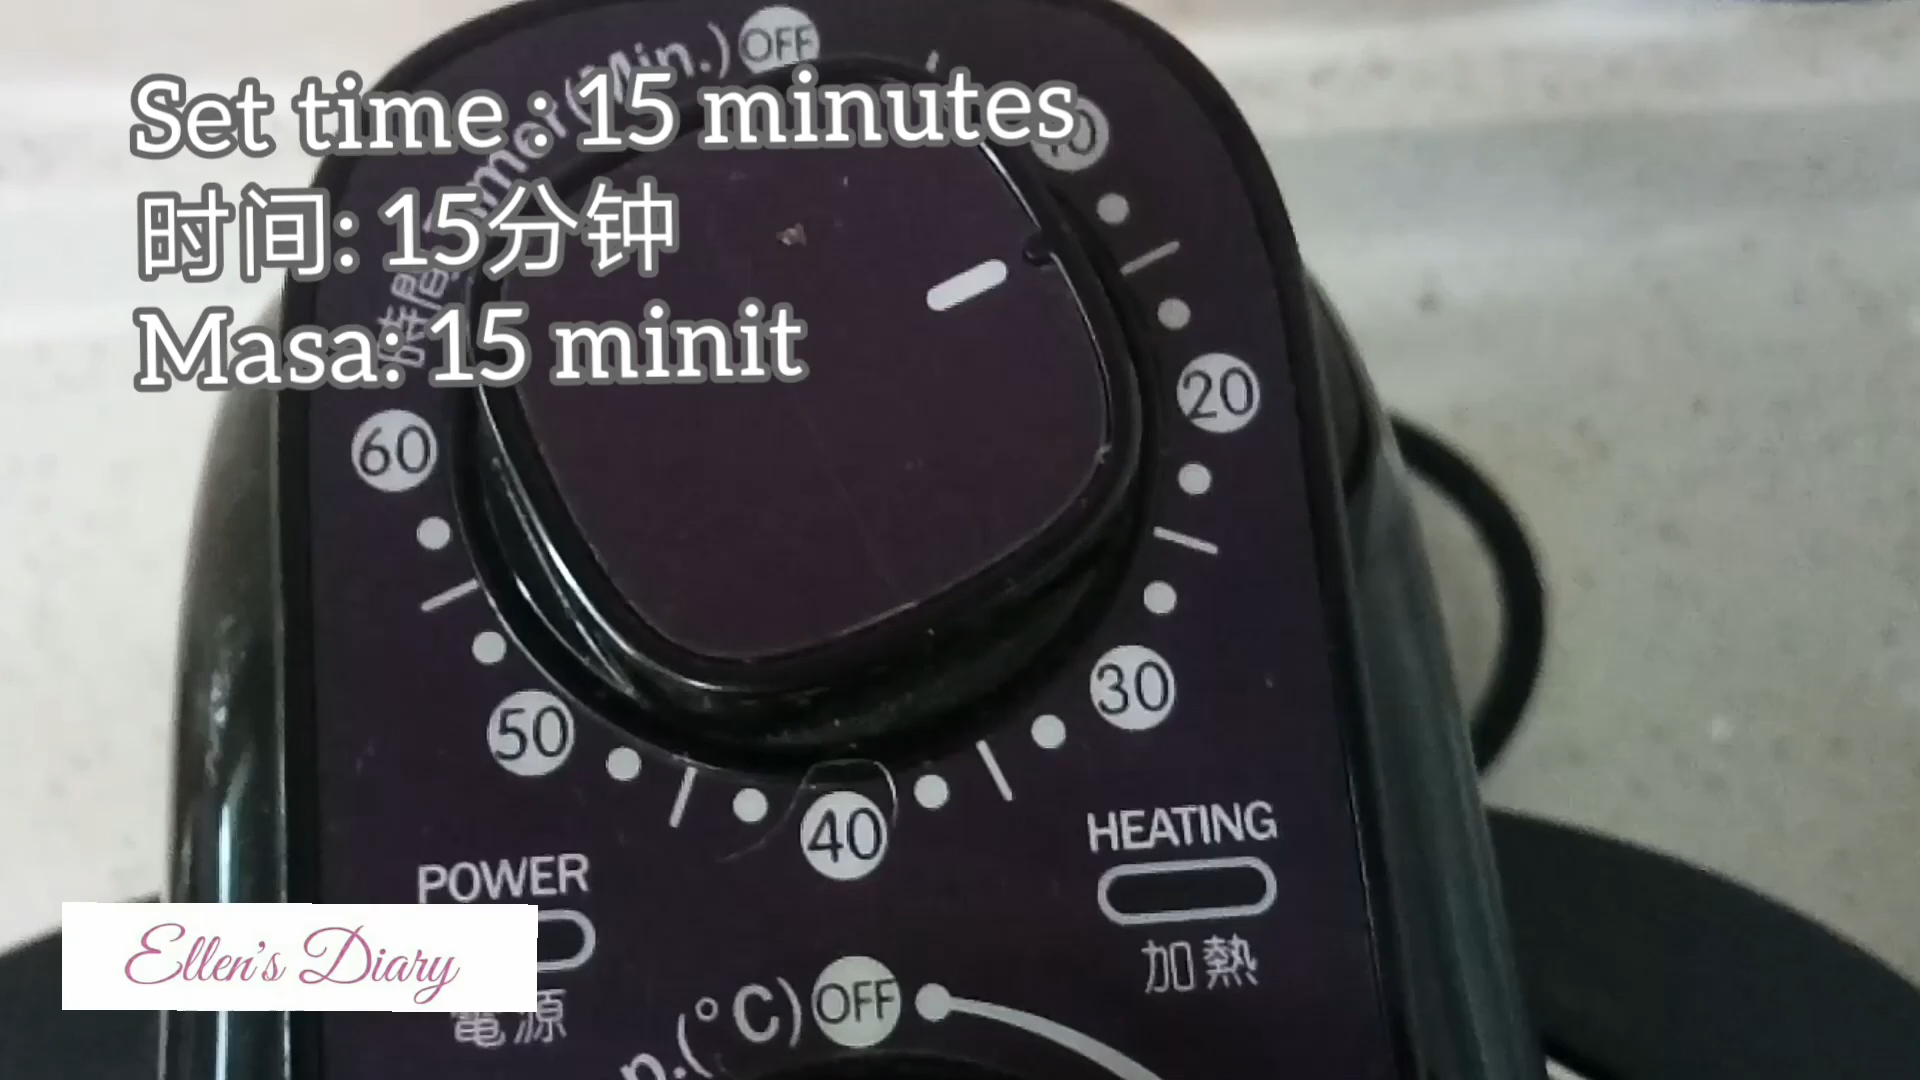 Set time : 15 minutes
时间: 15分钟
Masa: 15 minit
OFF
20
30
40
50
60
POWER
電源
HEATING
加熱
(°C)
OFF
Ellen's Diary